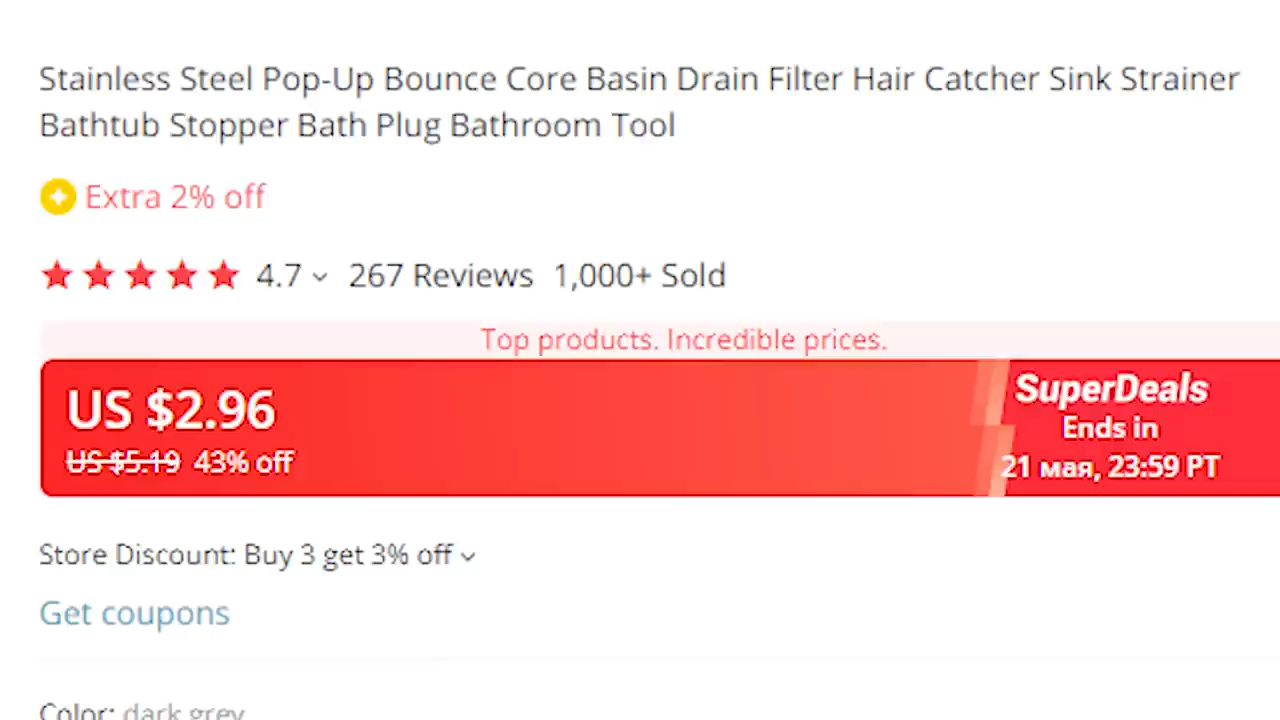 Stainless Steel Pop-Up Bounce Core Basin Drain Filter Hair Catcher Sink Strainer
Bathtub Stopper Bath Plug Bathroom Tool
Extra 2% off
4.7 267 Reviews 1,000+ Sold
Top products. Incredible prices.
US $2.96
US $5.19 43% off
SuperDeals
Ends in
21 мая, 23:59 PT
Store Discount: Buy 3 get 3% off
Get coupons
Color: dark grey